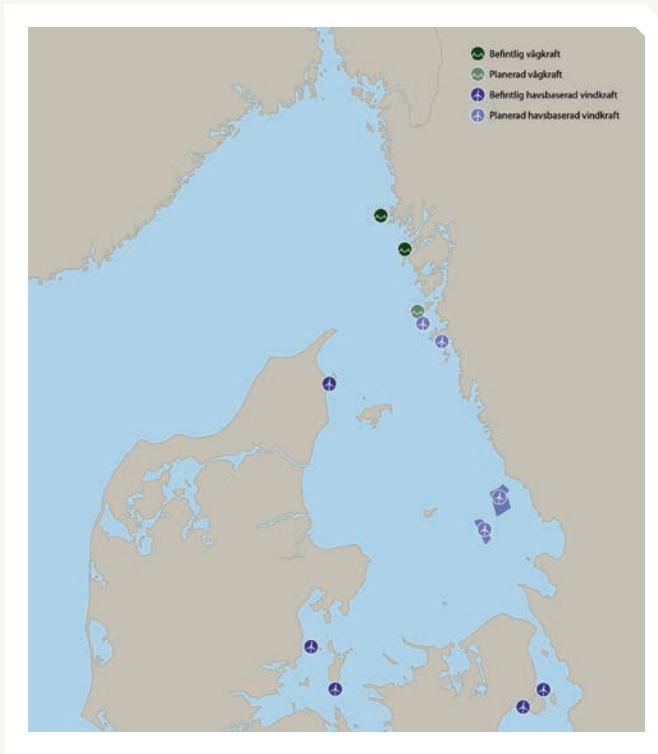 Befintlig vågkraft
Planerad vågkraft
Befintlig havsbaserad vindkraft
Planerad havsbaserad vindkraft